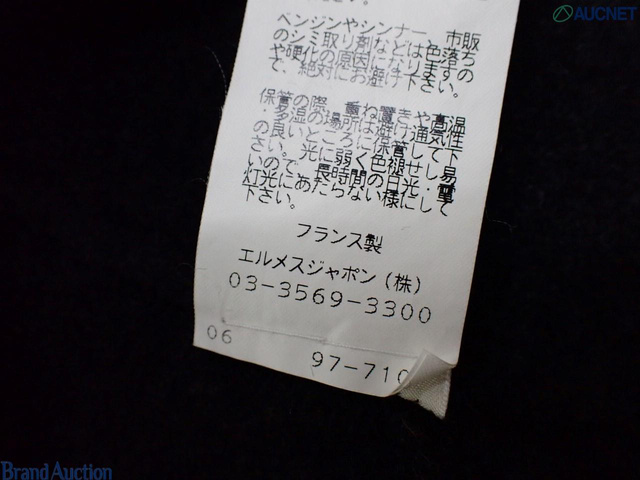 AUCNET
ベンジンやシンナー 市販
のシミ取り剤などは色落ち
や硬化の原因になりますの
で、絶対にお避け下さい。
保管の際、重ね置きや高温
・多湿の場所は避け通気性
の良いところに保管して下
さい。光に弱く色褪せし易
いので、長時間の日光・電
灯光にあたらない様にして
下さい。
フランス製
エルメスジャポン(株)
03-3569-3300
06
97-710
Brand Auction